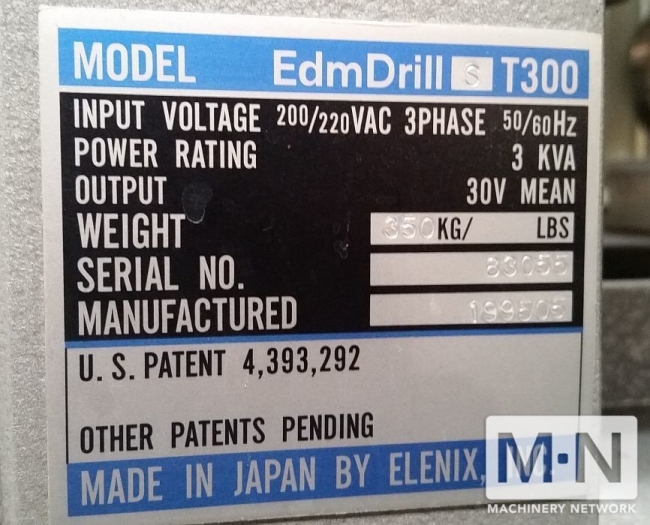 MODEL EdmDrill S T300
INPUT VOLTAGE 200/220VAC 3PHASE 50/60Hz
POWER RATING 3 KVA
OUTPUT 30V MEAN
WEIGHT 350KG/ LBS
SERIAL NO. 83055
MANUFACTURED 199505
U.S. PATENT 4,393,292
OTHER PATENTS PENDING
MADE IN JAPAN BY ELENIX,
M·N
MACHINERY NETWORK